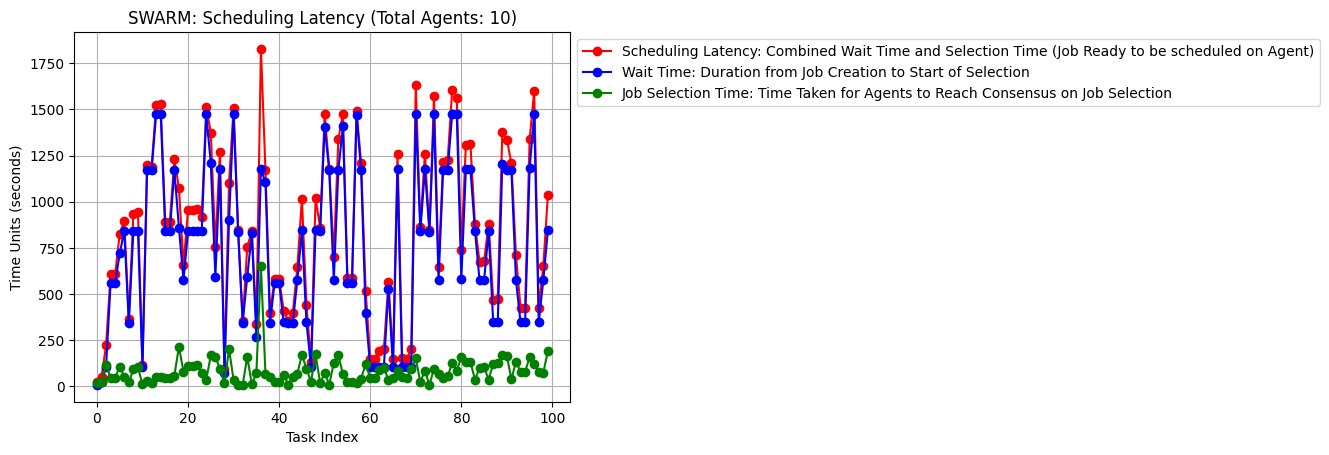 SWARM: Scheduling Latency (Total Agents: 10)
Scheduling Latency: Combined Wait Time and Selection Time (Job Ready to be scheduled on Agent)
Wait Time: Duration from Job Creation to Start of Selection
Job Selection Time: Time Taken for Agents to Reach Consensus on Job Selection
Time Units (seconds)
1750
1500
1250
1000
750
500
250
0
0 20 40 60 80 100
Task Index